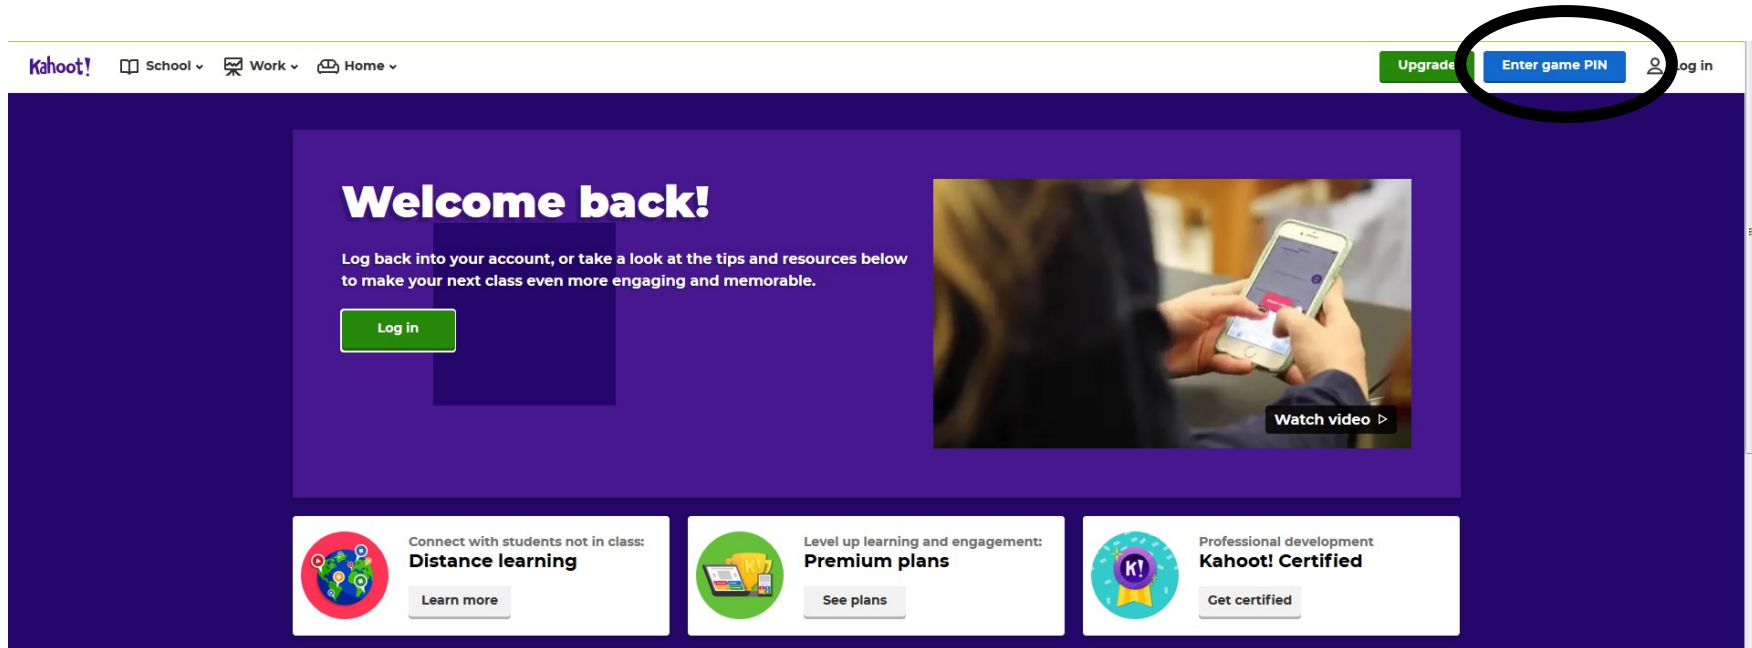 Kahoot! School Work Home Upgrade Enter game PIN Log in
Welcome back!
Log back into your account, or take a look at the tips and resources below
to make your next class even more engaging and memorable.
Log in
Watch video
Connect with students not in class:
Distance learning
Learn more
Level up learning and engagement:
Premium plans
See plans
Professional development
Kahoot! Certified
Get certified
K!